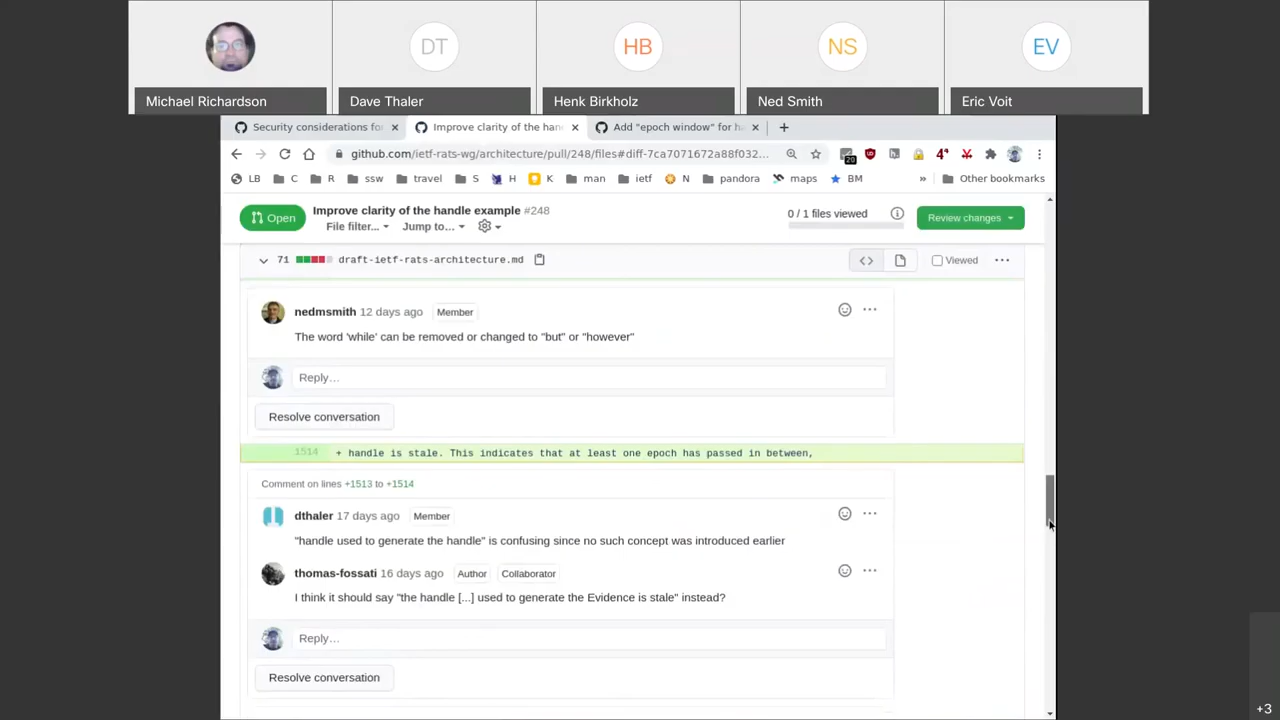 DT
HB
NS
EV
Michael Richardson
Dave Thaler
Henk Birkholz
Ned Smith
Eric Voit
Security considerations for
Improve clarity of the han
Add "epoch window" for ha
github.com/ietf-rats-wg/architecture/pull/248/files#diff-7ca7071672a88f032...
20
LB
C
R
ssw
travel
S
H
K
man
ietf
N
pandora
maps
BM
»
Other bookmarks
Open
Improve clarity of the handle example #248
File filter...
Jump to...
0 / 1 files viewed
Review changes
71
draft-ietf-rats-architecture.md
Viewed
nedmsmith 12 days ago Member
The word 'while' can be removed or changed to "but" or "however"
Reply...
Resolve conversation
1514 + handle is stale. This indicates that at least one epoch has passed in between,
Comment on lines +1513 to +1514
dthaler 17 days ago Member
"handle used to generate the handle" is confusing since no such concept was introduced earlier
thomas-fossati 16 days ago Author Collaborator
I think it should say "the handle [...] used to generate the Evidence is stale" instead?
Reply...
Resolve conversation
+3